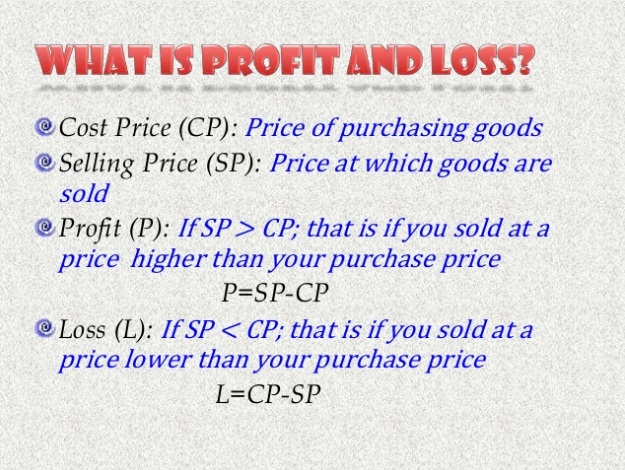 WHAT IS PROFIT AND LOSS?
Cost Price (CP): Price of purchasing goods
Selling Price (SP): Price at which goods are
sold
Profit (P): If SP > CP; that is if you sold at a
price higher than your purchase price
P=SP-CP
Loss (L): If SP < CP; that is if you sold at a
price lower than your purchase price
L=CP-SP